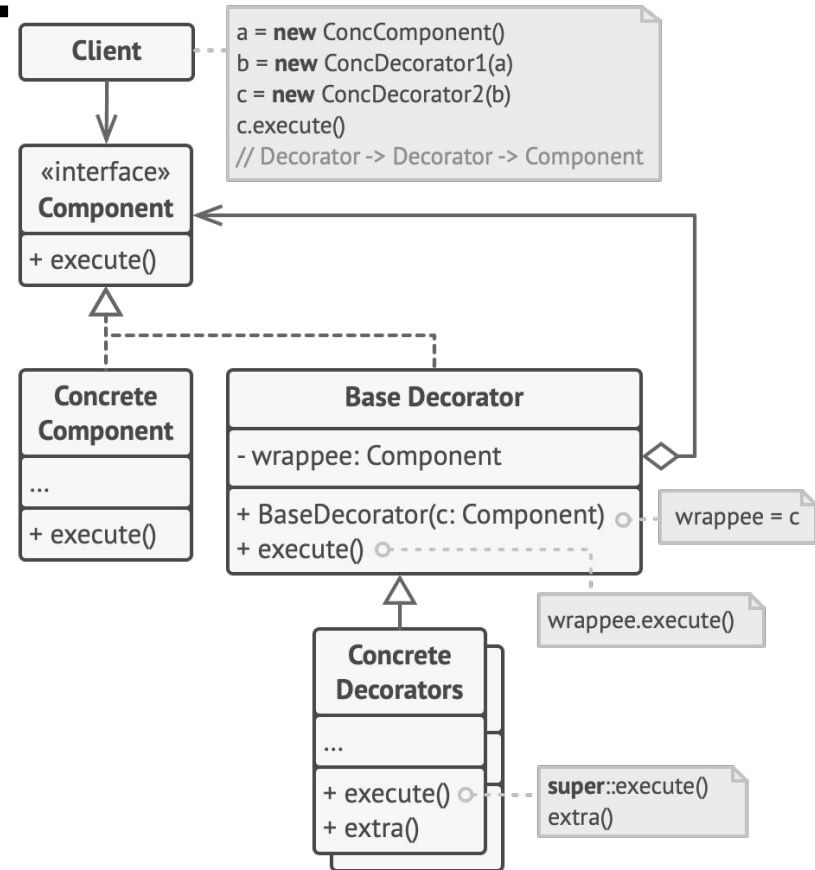 Client
a = new ConcComponent()
b = new ConcDecorator1(a)
c = new ConcDecorator2(b)
c.execute()
// Decorator -> Decorator -> Component
«interface»
Component
+ execute()
Concrete
Component
...
+ execute()
Base Decorator
- wrappee: Component
+ BaseDecorator(c: Component)
+ execute()
wrappee = c
wrappee.execute()
Concrete
Decorators
...
+ execute()
+ extra()
super::execute()
extra()